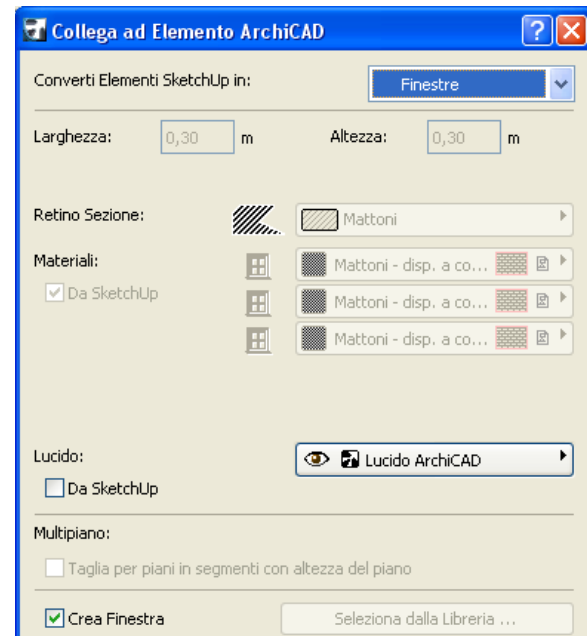 Collega ad Elemento ArchiCAD
Converti Elementi SketchUp in: Finestre
Larghezza: 0,30 m Altezza: 0,30 m
Retino Sezione: Mattoni
Materiali: Mattoni - disp. a co...
Da SketchUp Mattoni - disp. a co...
Mattoni - disp. a co...
Lucido: Lucido ArchiCAD
Da SketchUp
Multipiano:
Taglia per piani in segmenti con altezza del piano
Crea Finestra Seleziona dalla Libreria ...